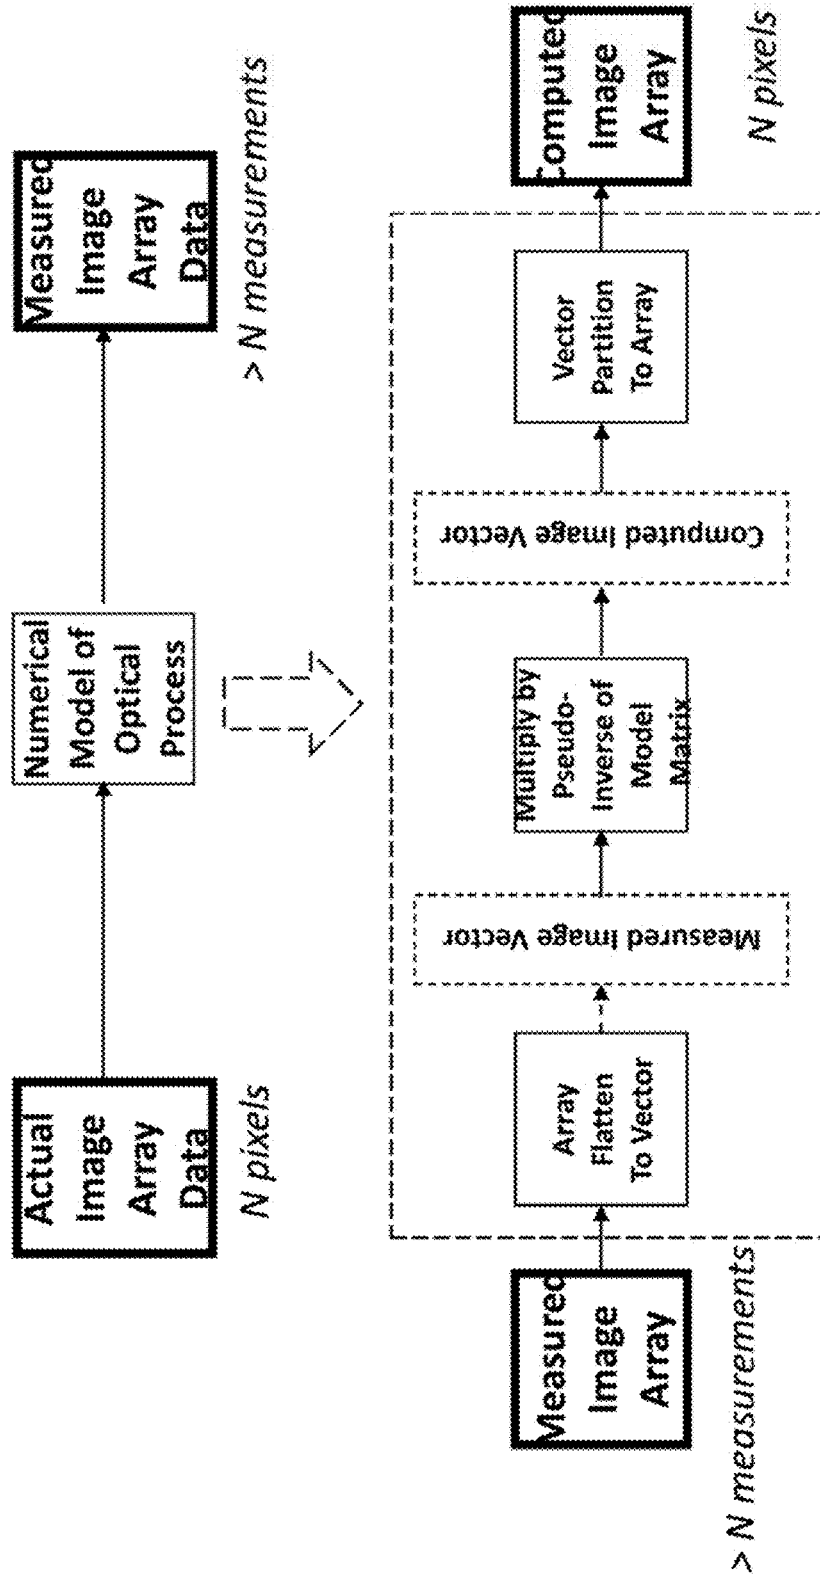 Actual
Image
Array
Data
N pixels
Numerical
Model of
Optical
Process
Measured
Image
Array
Data
> N measurements
Measured
Image
Array
> N measurements
Array
Flatten
To Vector
Measured Image Vector
Multiply by
Pseudo-
Inverse of
Model
Matrix
Computed Image Vector
Vector
Partition
To Array
Computed
Image
Array
N pixels